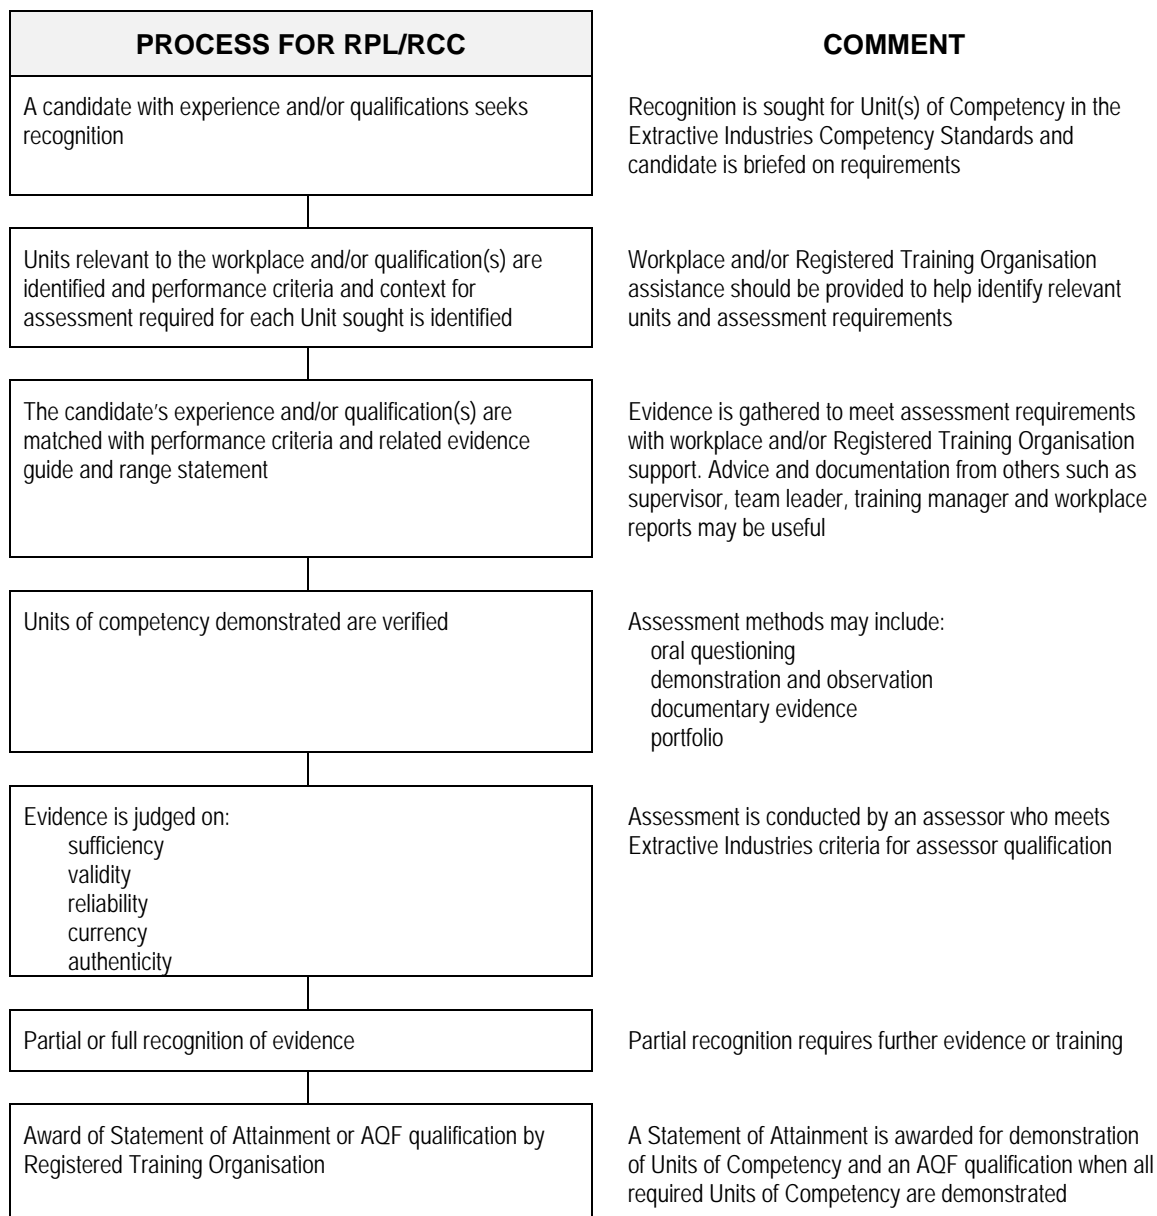 PROCESS FOR RPL/RCC
COMMENT
A candidate with experience and/or qualifications seeks
recognition
Recognition is sought for Unit(s) of Competency in the
Extractive Industries Competency Standards and
candidate is briefed on requirements
Units relevant to the workplace and/or qualification(s) are
identified and performance criteria and context for
assessment required for each Unit sought is identified
Workplace and/or Registered Training Organisation
assistance should be provided to help identify relevant
units and assessment requirements
The candidate's experience and/or qualification(s) are
matched with performance criteria and related evidence
guide and range statement
Evidence is gathered to meet assessment requirements
with workplace and/or Registered Training Organisation
support. Advice and documentation from others such as
supervisor, team leader, training manager and workplace
reports may be useful
Units of competency demonstrated are verified
Assessment methods may include:
oral questioning
demonstration and observation
documentary evidence
portfolio
Evidence is judged on:
sufficiency
validity
reliability
currency
authenticity
Assessment is conducted by an assessor who meets
Extractive Industries criteria for assessor qualification
Partial or full recognition of evidence
Partial recognition requires further evidence or training
Award of Statement of Attainment or AQF qualification by
Registered Training Organisation
A Statement of Attainment is awarded for demonstration
of Units of Competency and an AQF qualification when all
required Units of Competency are demonstrated